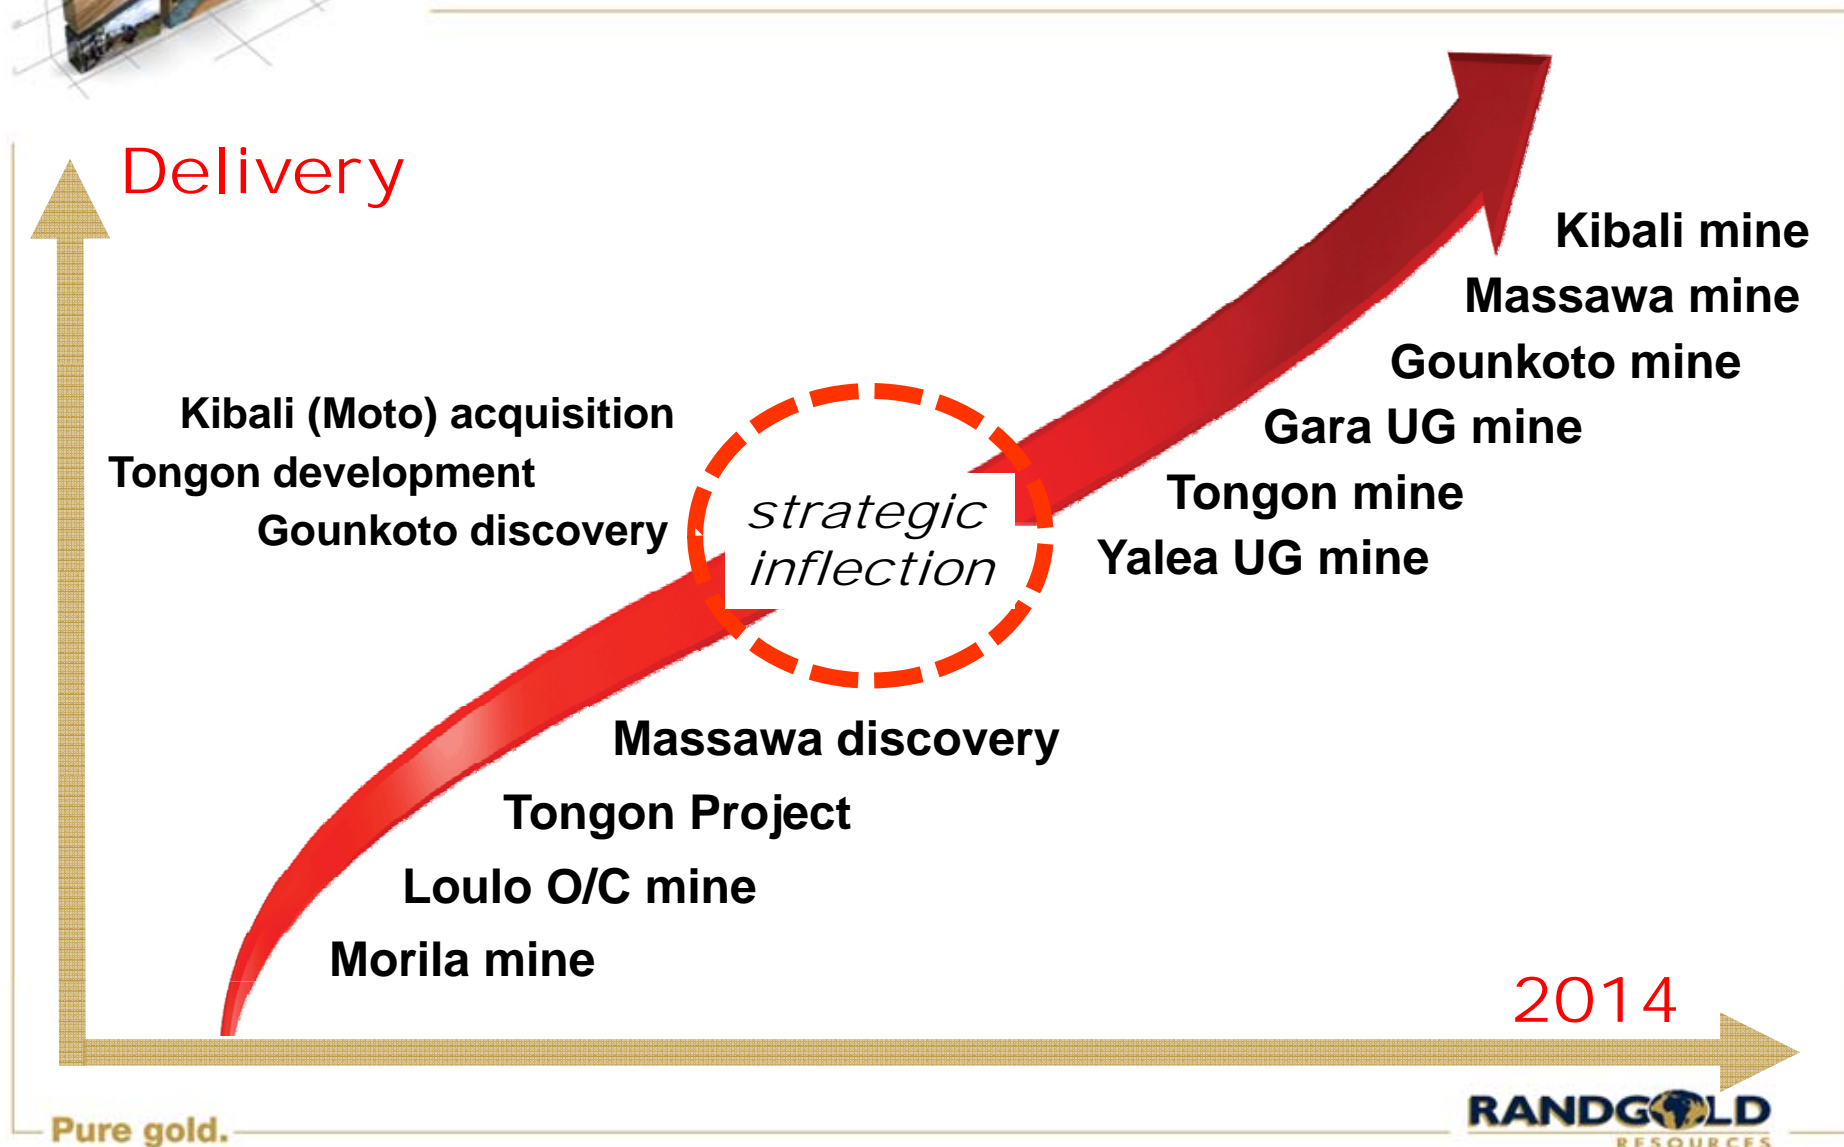 Delivery
Kibali mine
Massawa mine
Gounkoto mine
Gara UG mine
Tongon mine
Yalea UG mine
Kibali (Moto) acquisition
Tongon development
Gounkoto discovery
strategic
inflection
Massawa discovery
Tongon Project
Loulo O/C mine
Morila mine
2014
Pure gold.
RANDGOLD
RESOURCES